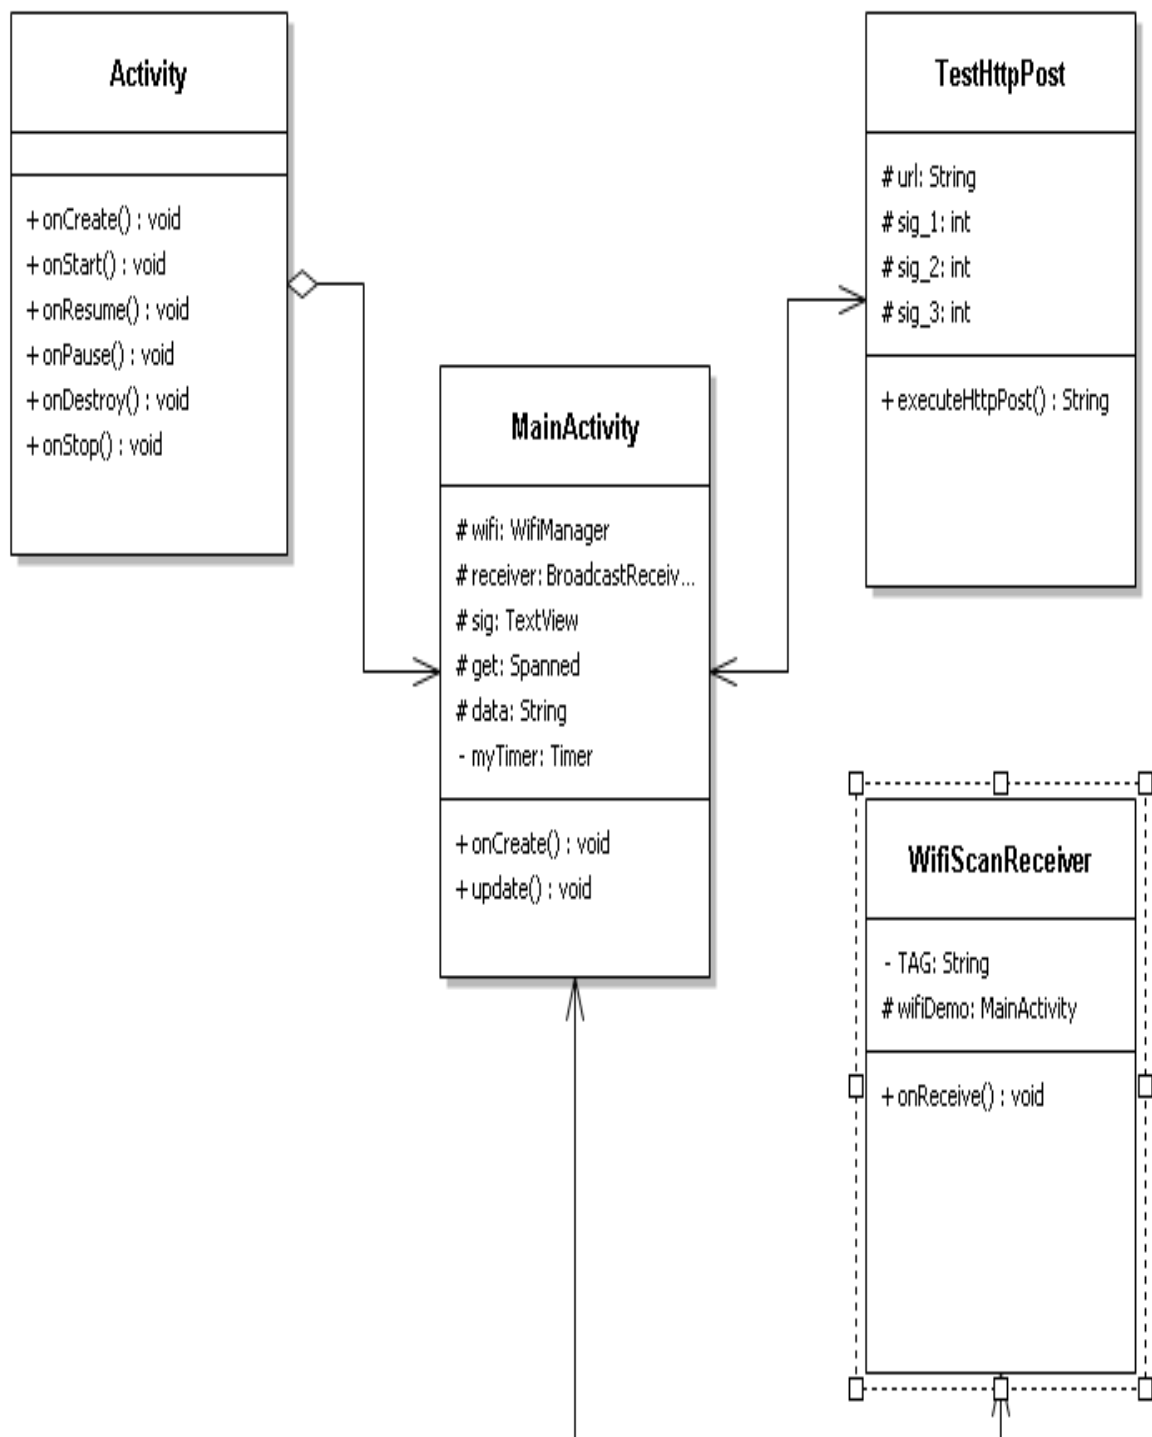 Activity
+ onCreate() : void
+ onStart() : void
+ onResume() : void
+ onPause() : void
+ onDestroy() : void
+ onStop() : void
TestHttpPost
# url: String
# sig_1: int
# sig_2: int
# sig_3: int
+ executeHttpPost() : String
MainActivity
# wifi: WifiManager
# receiver: BroadcastReceiv...
# sig: TextView
# get: Spanned
# data: String
- myTimer: Timer
+ onCreate() : void
+ update() : void
WifiScanReceiver
- TAG: String
# wifiDemo: MainActivity
+ onReceive() : void